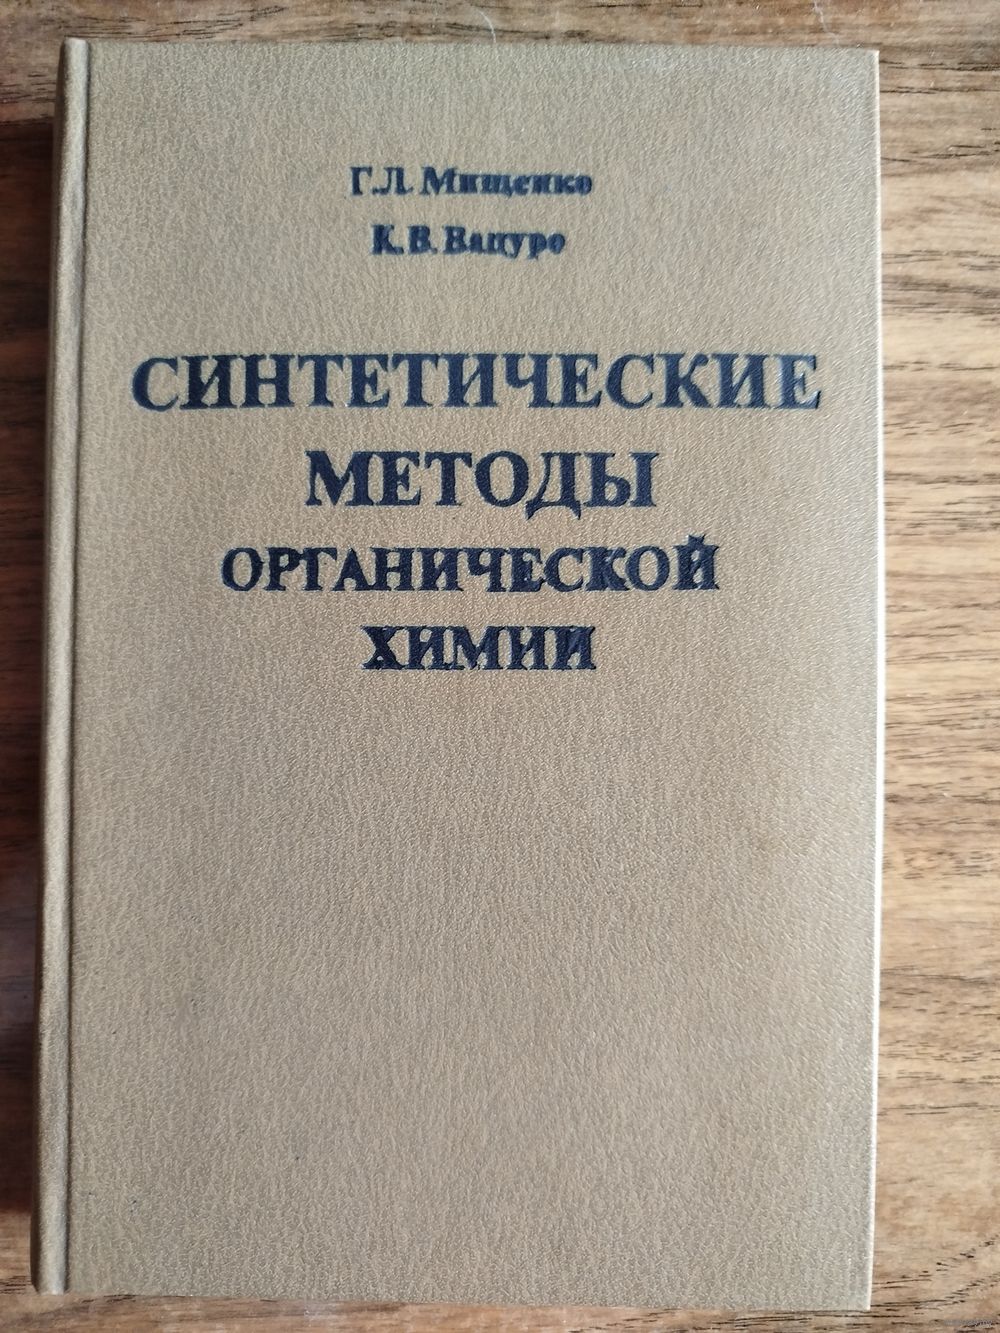 Г.Л. Мищенко
К.В. Вацуро
СИНТЕТИЧЕСКИЕ
МЕТОДЫ
ОРГАНИЧЕСКОЙ
ХИМИИ